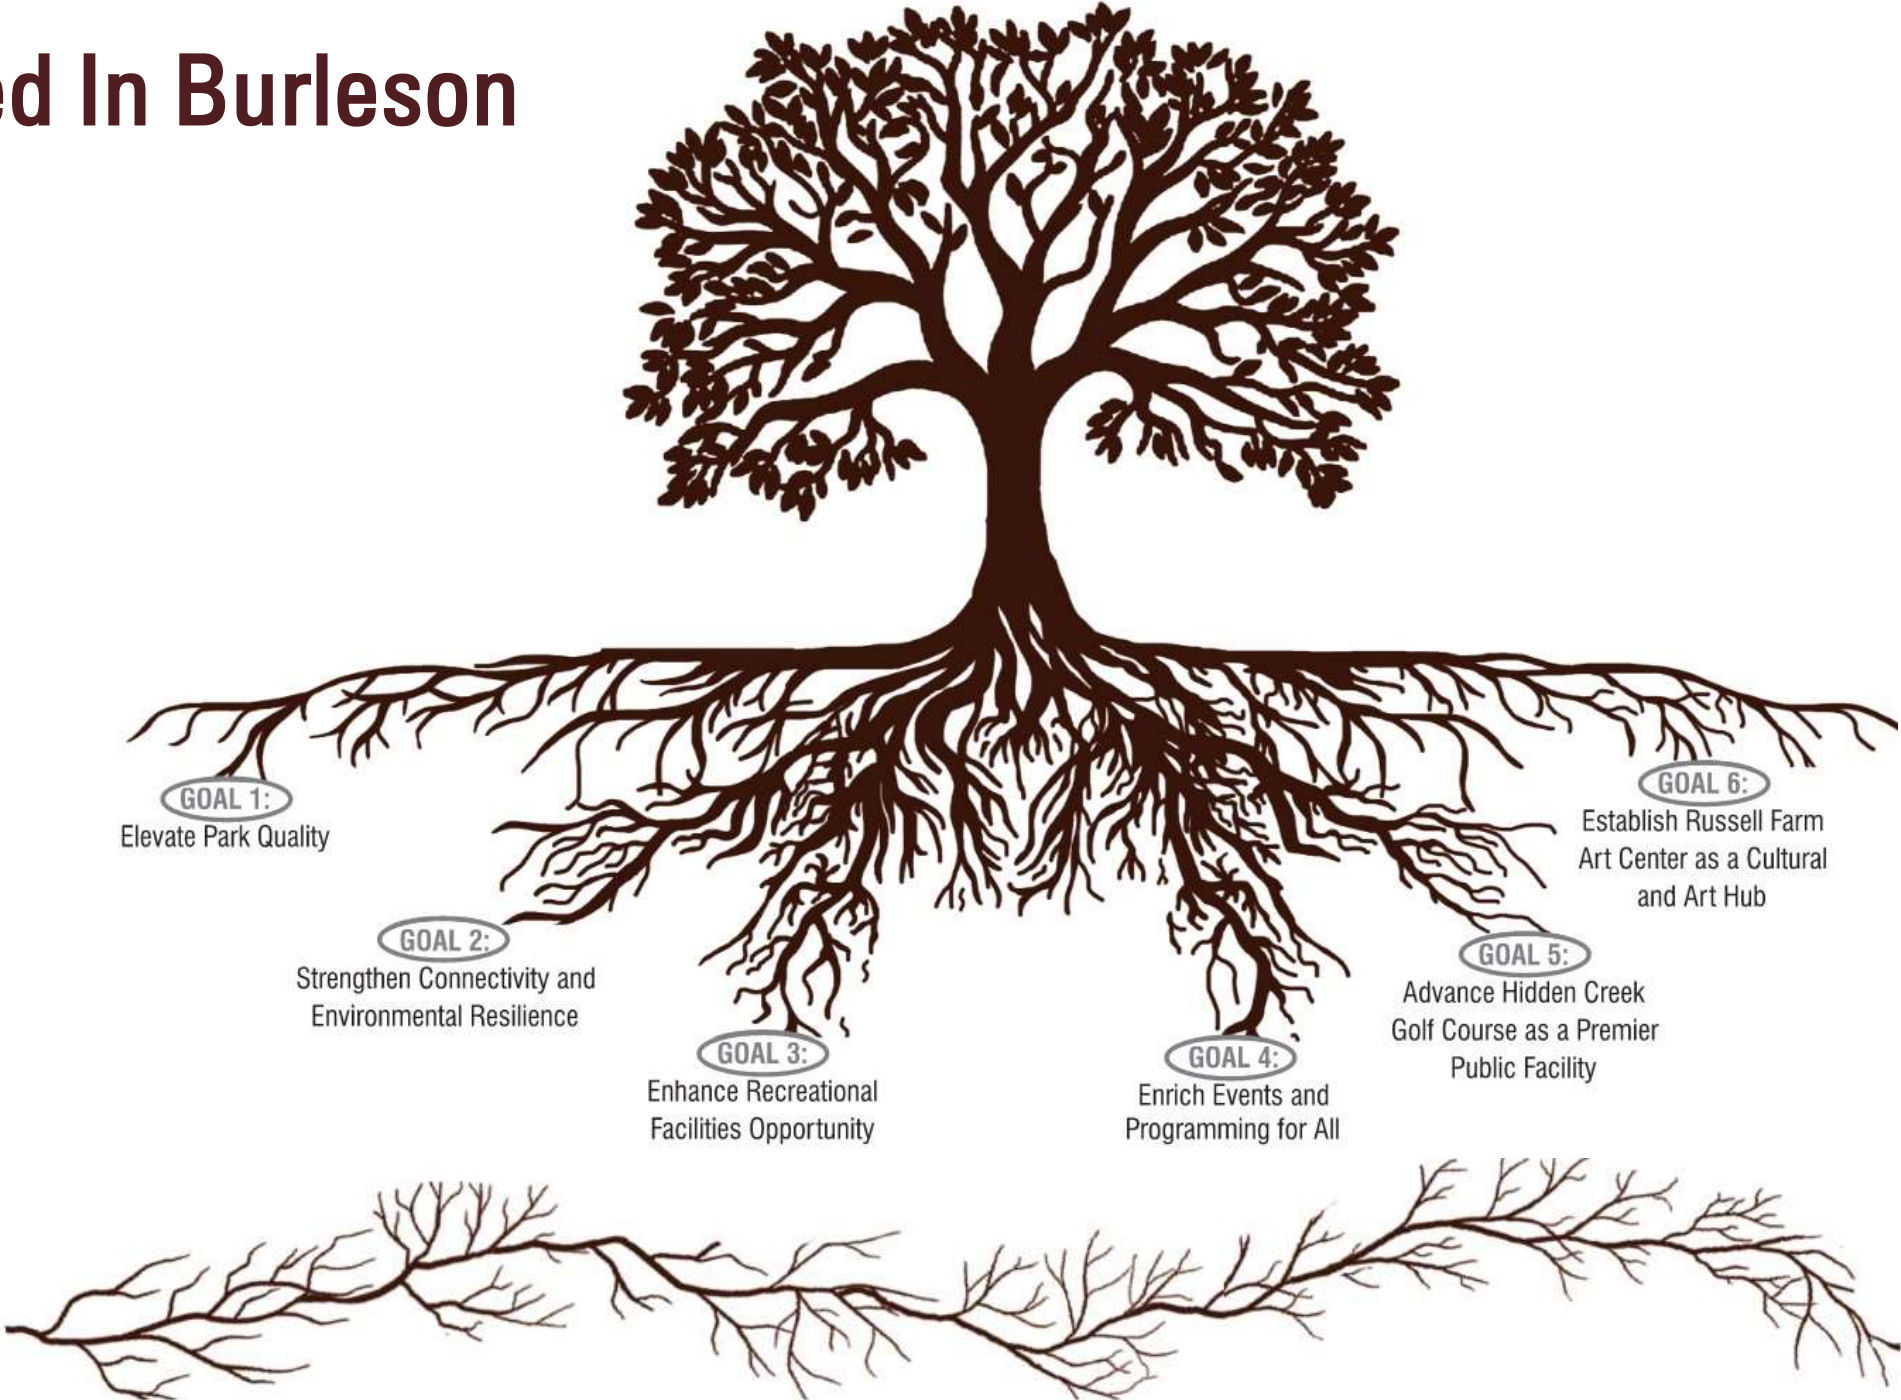 ed In Burleson
GOAL 1:
Elevate Park Quality
GOAL 2:
Strengthen Connectivity and
Environmental Resilience
GOAL 3:
Enhance Recreational
Facilities Opportunity
GOAL 4:
Enrich Events and
Programming for All
GOAL 5:
Advance Hidden Creek
Golf Course as a Premier
Public Facility
GOAL 6:
Establish Russell Farm
Art Center as a Cultural
and Art Hub